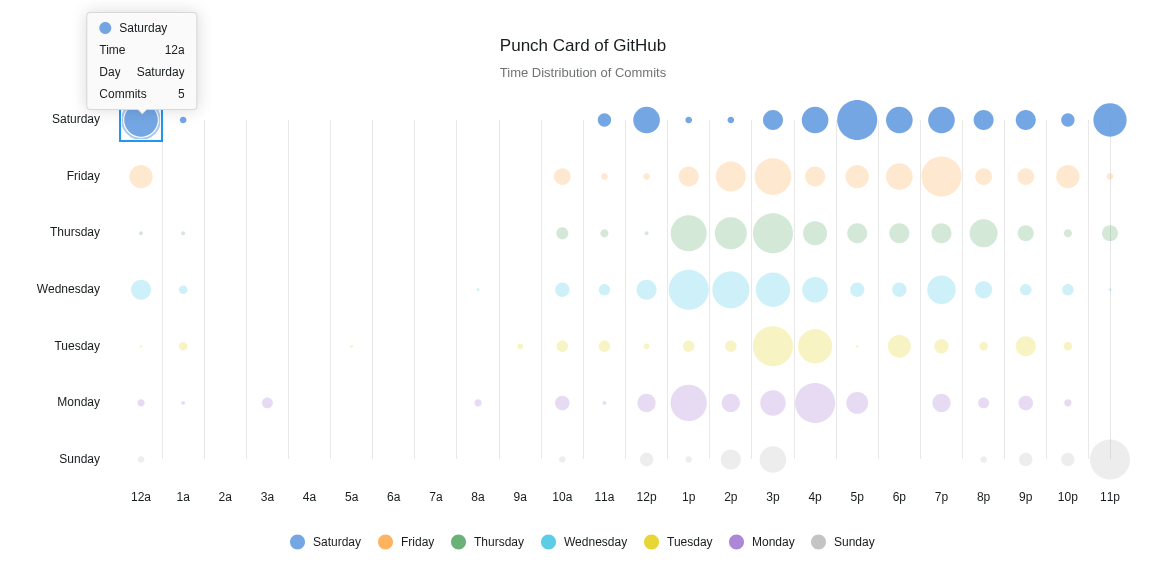 Saturday
Time 12a
Day Saturday
Commits 5
Punch Card of GitHub
Time Distribution of Commits
Saturday
Friday
Thursday
Wednesday
Tuesday
Monday
Sunday
12a 1a 2a 3a 4a 5a 6a 7a 8a 9a 10a 11a 12p 1p 2p 3p 4p 5p 6p 7p 8p 9p 10p 11p
Saturday Friday Thursday Wednesday Tuesday Monday Sunday